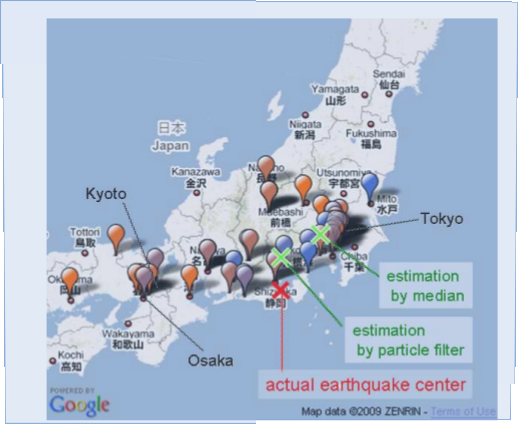 Sendai
仙台
Yamagata
山形
Niigata
新潟
Fukushima
福島
日本
Japan
Kanazawa
金沢
Utsunomiya
宇都宮
Mito
水戸
Kyoto
Maebashi
前橋
Tokyo
Tottori
鳥取
Chiba
千葉
岡山
Shizuoka
静岡
estimation
by median
Wakayama
和歌山
estimation
by particle filter
Kochi
高知
Osaka
actual earthquake center
POWERED BY
Google
Map data ©2009 ZENRIN - Terms of Use